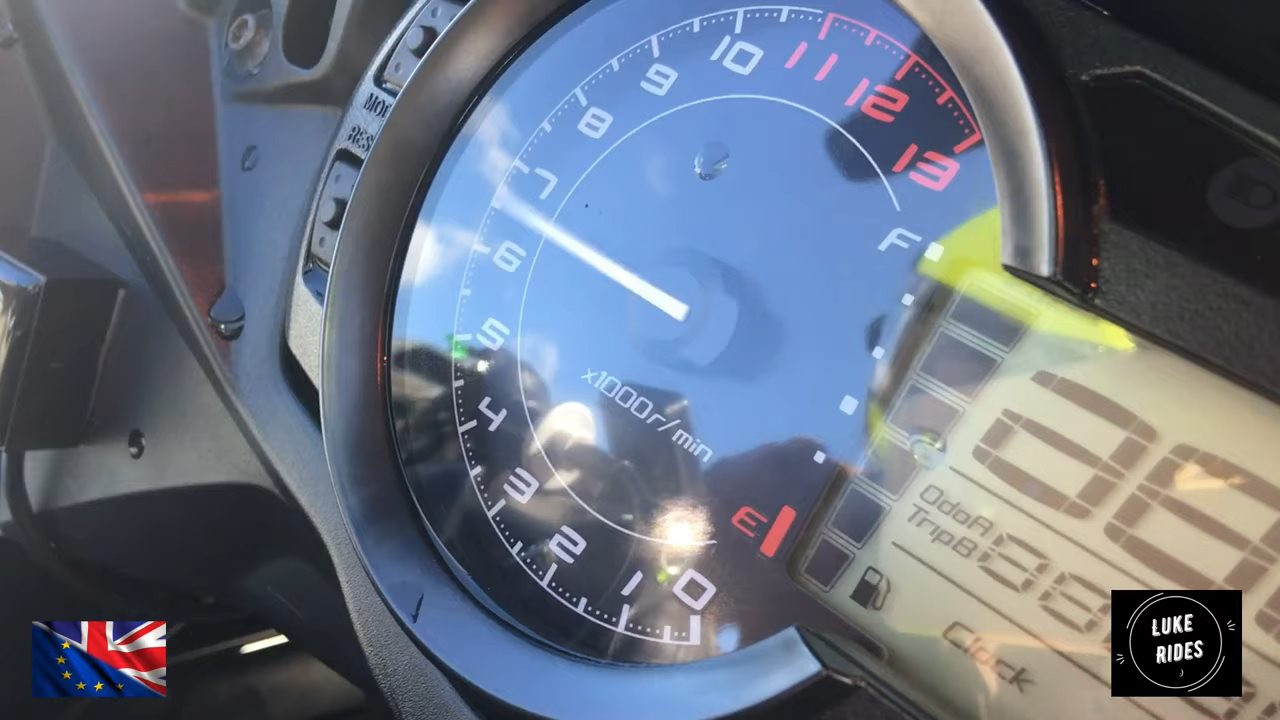 MO
RES
13
12
11
10
9
8
7
6
5
4
3
2
1
0
x1000r/min
F
E
OdoA
TripB
Clock
LUKE
RIDES